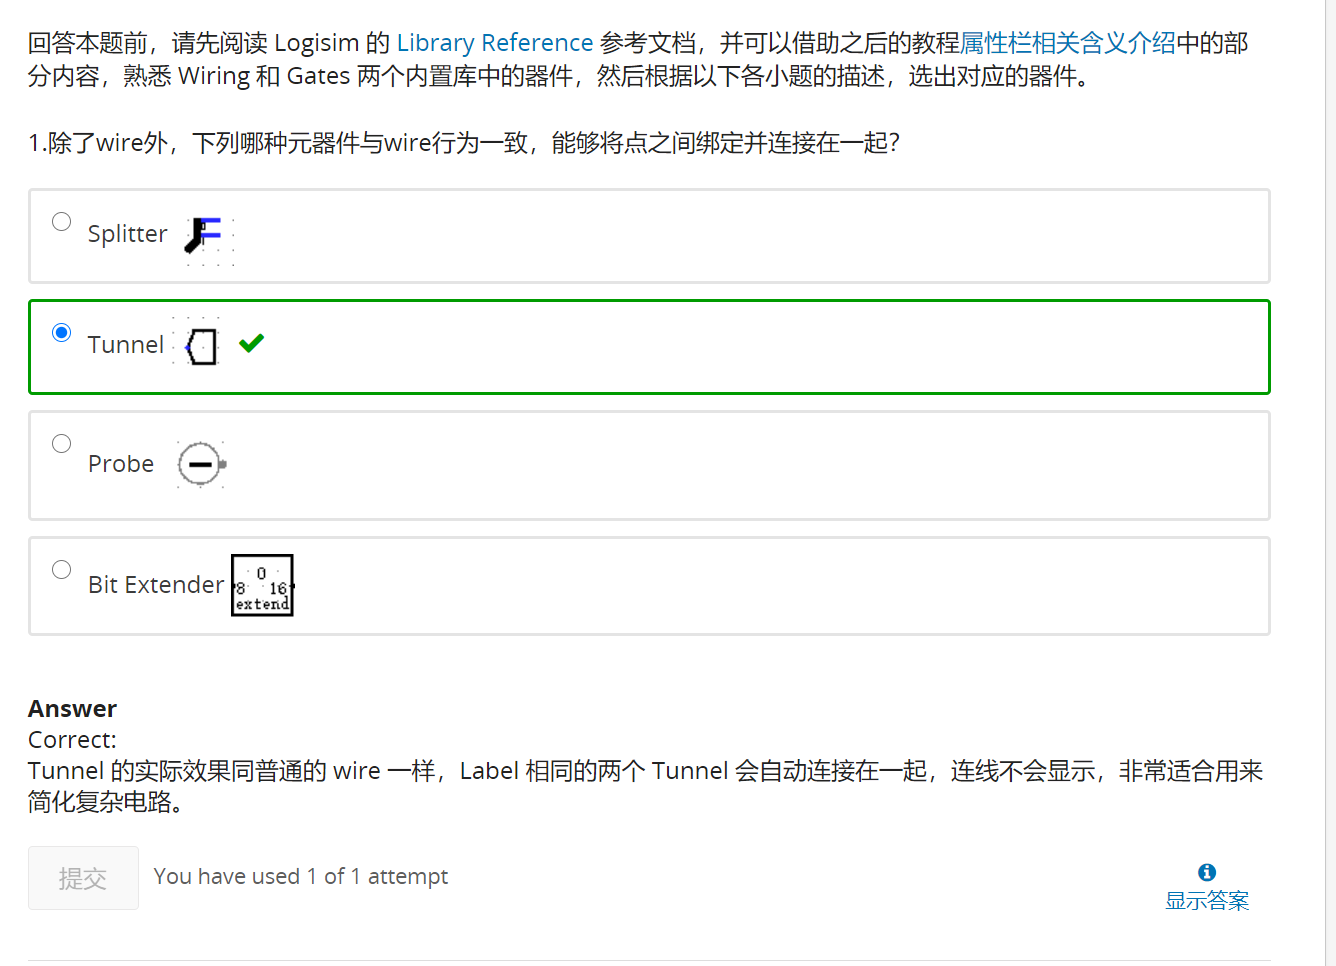 回答本题前，请先阅读 Logisim 的 Library Reference 参考文档，并可以借助之后的教程属性栏相关含义介绍中的部
分内容，熟悉 Wiring 和 Gates 两个内置库中的器件，然后根据以下各小题的描述，选出对应的器件。
1.除了wire外，下列哪种元器件与wire行为一致，能够将点之间绑定并连接在一起？
Splitter
Tunnel
Probe
Bit Extender
0
8 16
extend
Answer
Correct:
Tunnel 的实际效果同普通的 wire 一样，Label 相同的两个 Tunnel 会自动连接在一起，连线不会显示，非常适合用来
简化复杂电路。
提交
You have used 1 of 1 attempt
显示答案